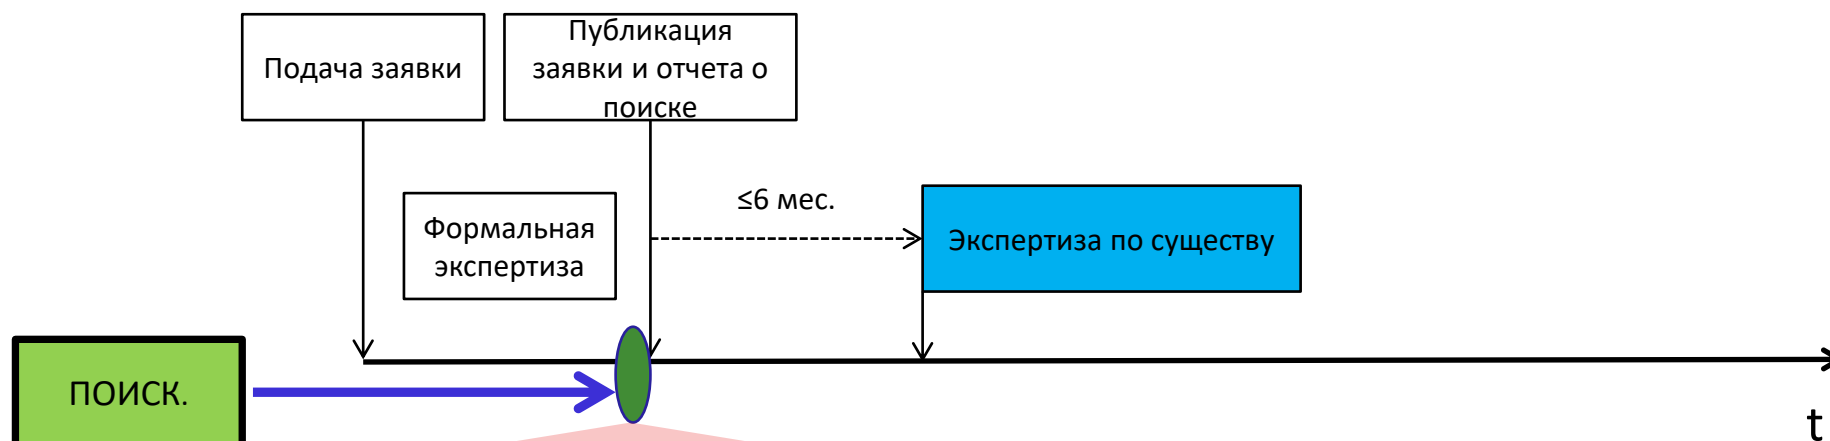 Подача заявки
Публикация
заявки и отчета о
поиске
Формальная
экспертиза
≤6 мес.
Экспертиза по существу
ПОИСК.
t